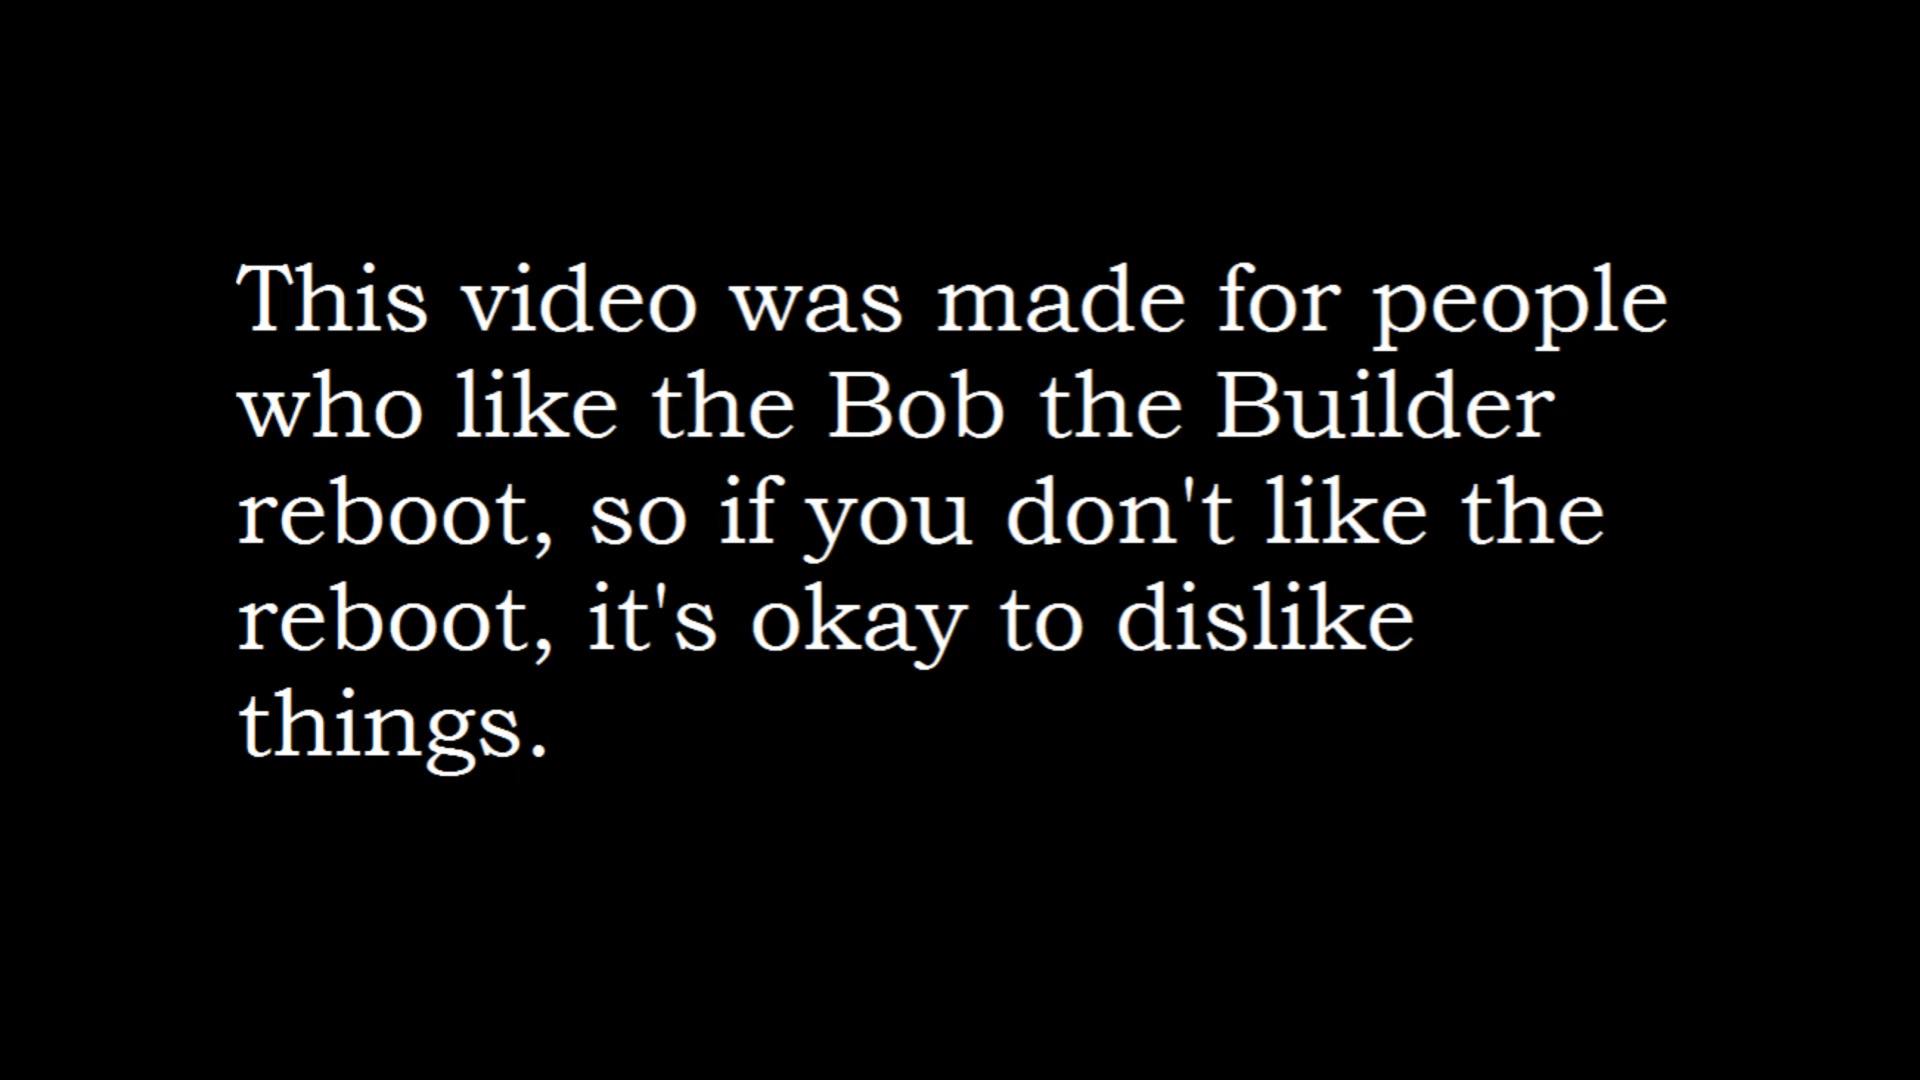 This video was made for people
who like the Bob the Builder
reboot, so if you don't like the
reboot, it's okay to dislike
things.